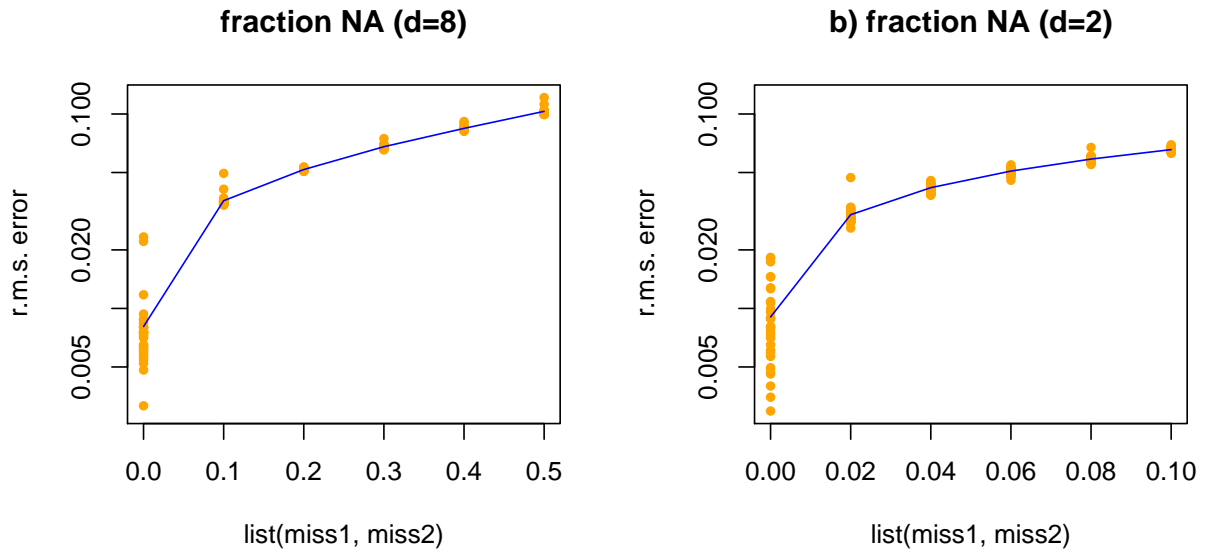 fraction NA (d=8)
r.m.s. error
0.100
0.020
0.005
0.0 0.1 0.2 0.3 0.4 0.5
list(miss1, miss2)
b) fraction NA (d=2)
r.m.s. error
0.100
0.020
0.005
0.00 0.02 0.04 0.06 0.08 0.10
list(miss1, miss2)